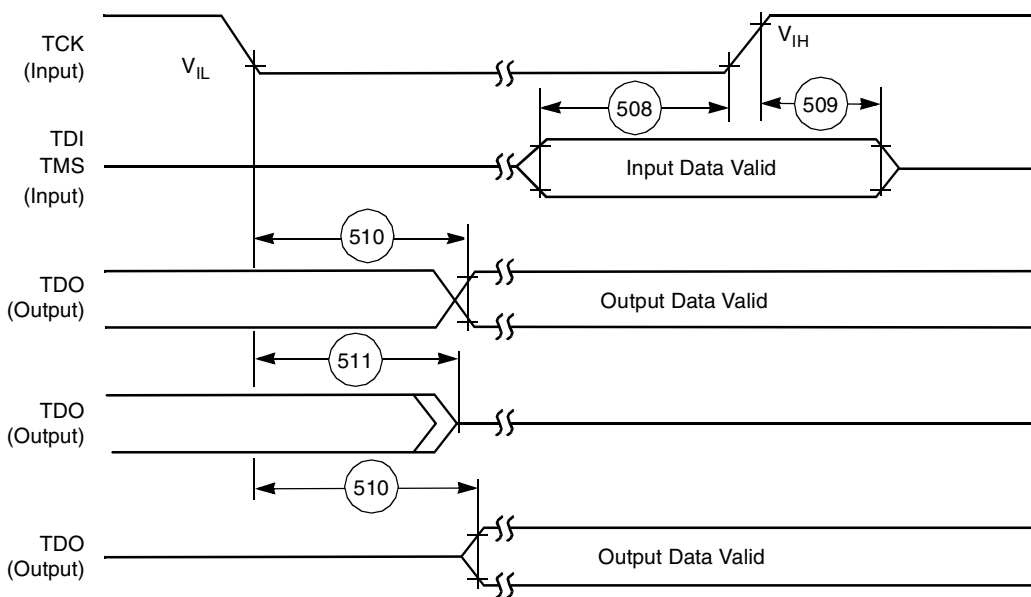 TCK
(Input)
V_IL
V_IH
508
509
TDI
TMS
(Input)
Input Data Valid
510
TDO
(Output)
Output Data Valid
511
TDO
(Output)
510
TDO
(Output)
Output Data Valid